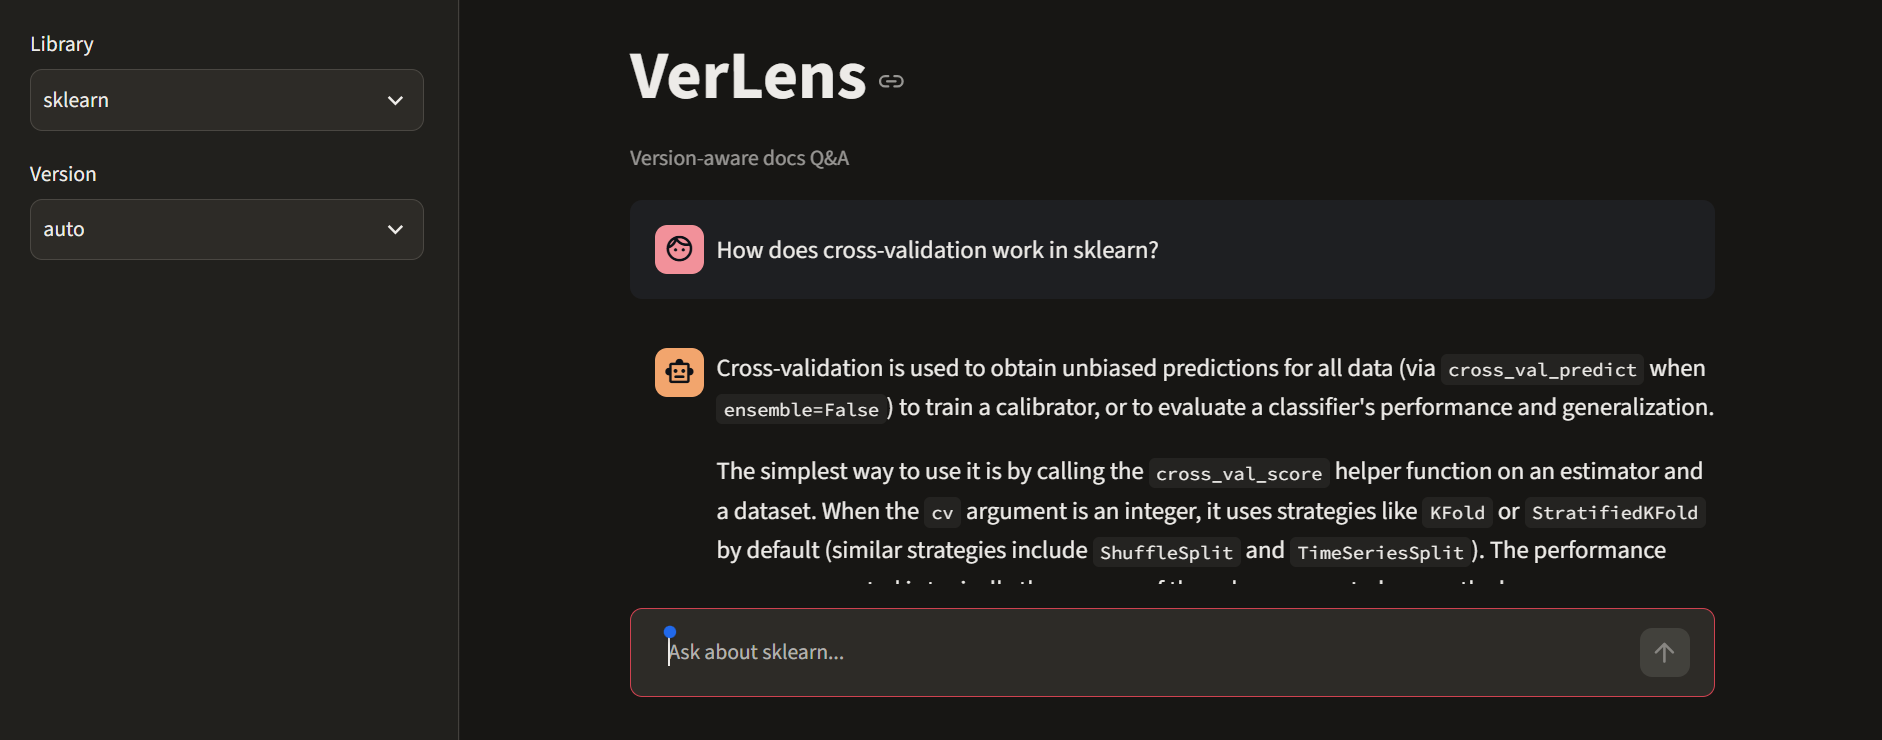 Library
sklearn
Version
auto
VerLens
Version-aware docs Q&A
How does cross-validation work in sklearn?
Cross-validation is used to obtain unbiased predictions for all data (via cross_val_predict when
ensemble=False) to train a calibrator, or to evaluate a classifier's performance and generalization.
The simplest way to use it is by calling the cross_val_score helper function on an estimator and
a dataset. When the cv argument is an integer, it uses strategies like KFold or StratifiedKFold
by default (similar strategies include ShuffleSplit and TimeSeriesSplit). The performance
Ask about sklearn...